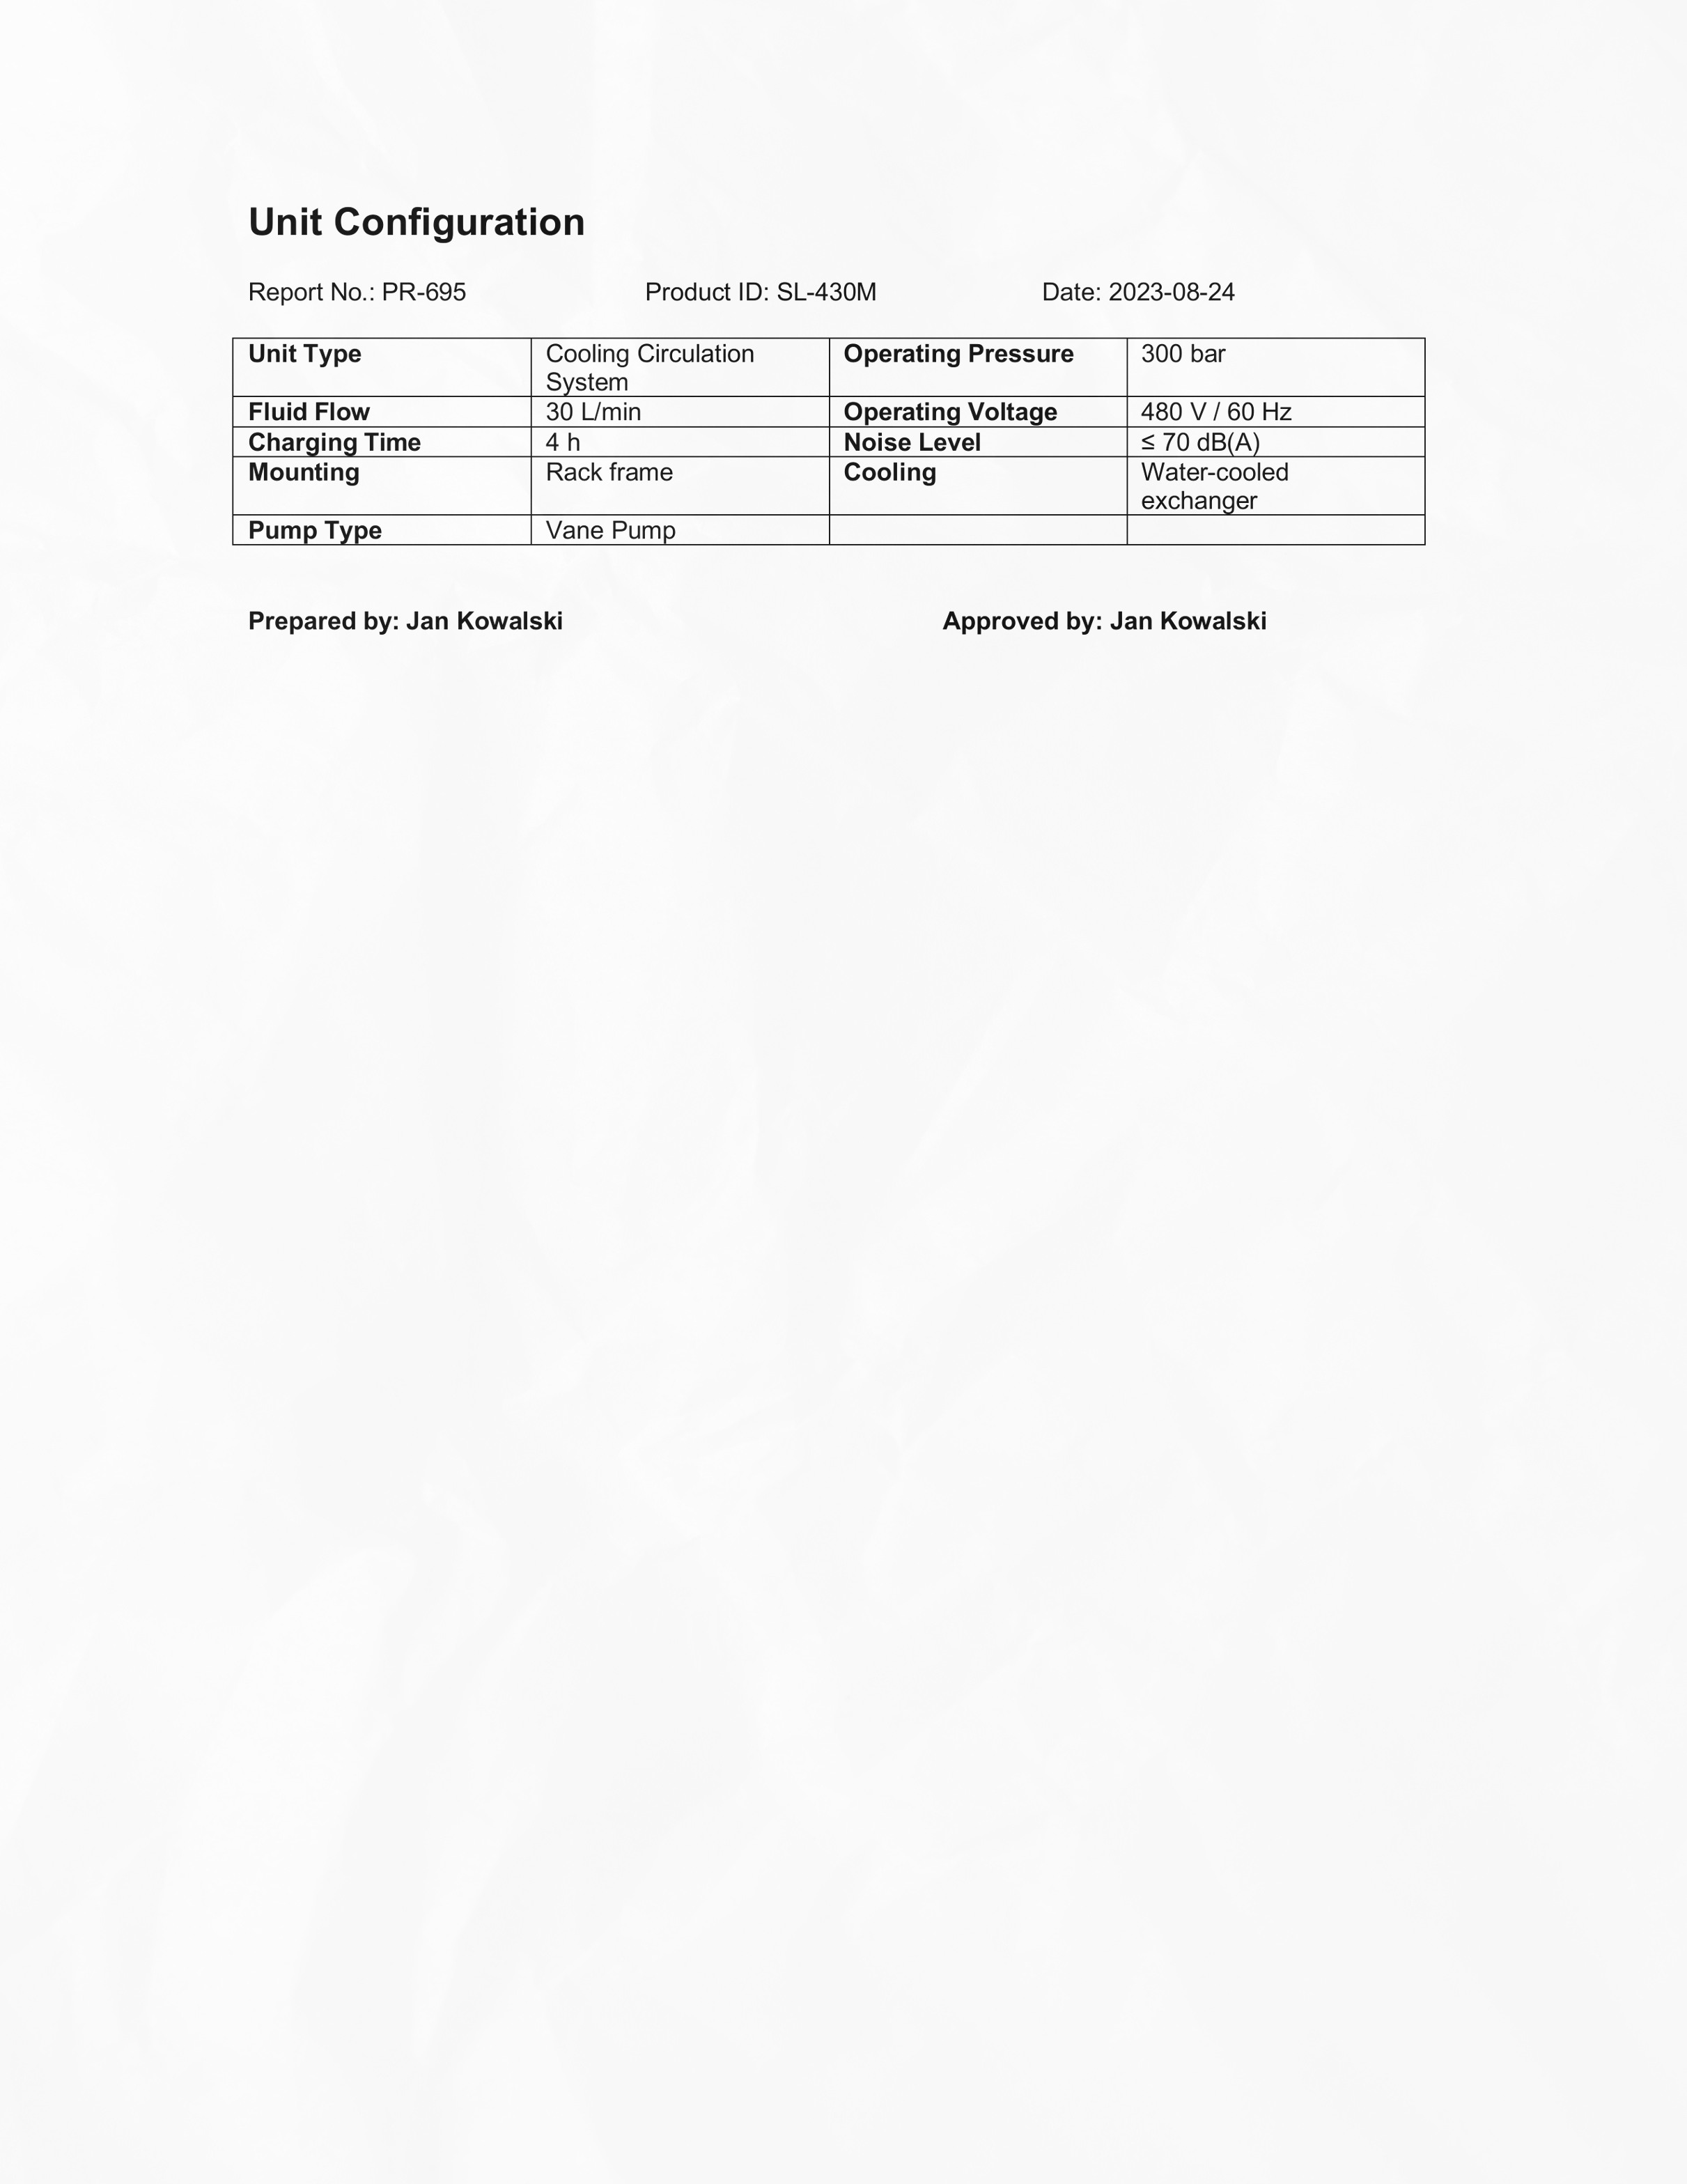 Unit Configuration
Report No.: PR-695 Product ID: SL-430M Date: 2023-08-24
Unit Type Cooling Circulation System Operating Pressure 300 bar
Fluid Flow 30 L/min Operating Voltage 480 V / 60 Hz
Charging Time 4 h Noise Level ≤ 70 dB(A)
Mounting Rack frame Cooling Water-cooled exchanger
Pump Type Vane Pump
Prepared by: Jan Kowalski Approved by: Jan Kowalski